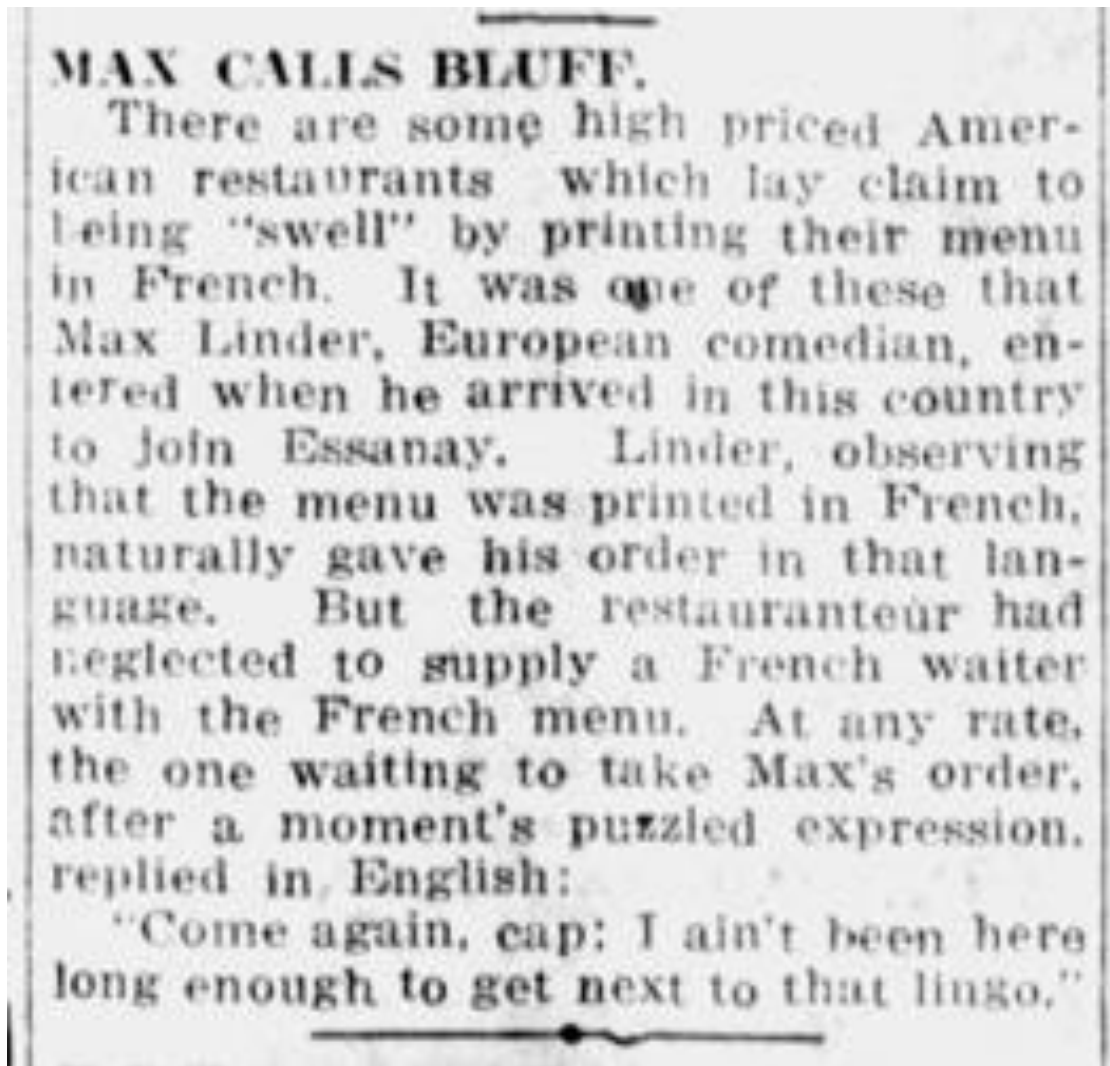 MAX CALLS BLUFF.
There are some high priced Amer-
ican restaurants which lay claim to
being "swell" by printing their menu
in French. It was one of these that
Max Linder, European comedian, en-
tered when he arrived in this country
to join Essanay. Linder, observing
that the menu was printed in French,
naturally gave his order in that lan-
guage. But the restauranteur had
neglected to supply a French waiter
with the French menu. At any rate,
the one waiting to take Max's order,
after a moment's puzzled expression,
replied in English:
"Come again, cap; I ain't been here
long enough to get next to that lingo."